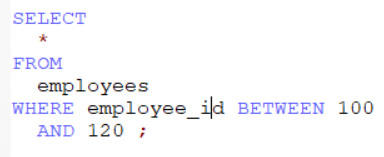 SELECT
*
FROM
employees
WHERE employee_id BETWEEN 100
AND 120 ;